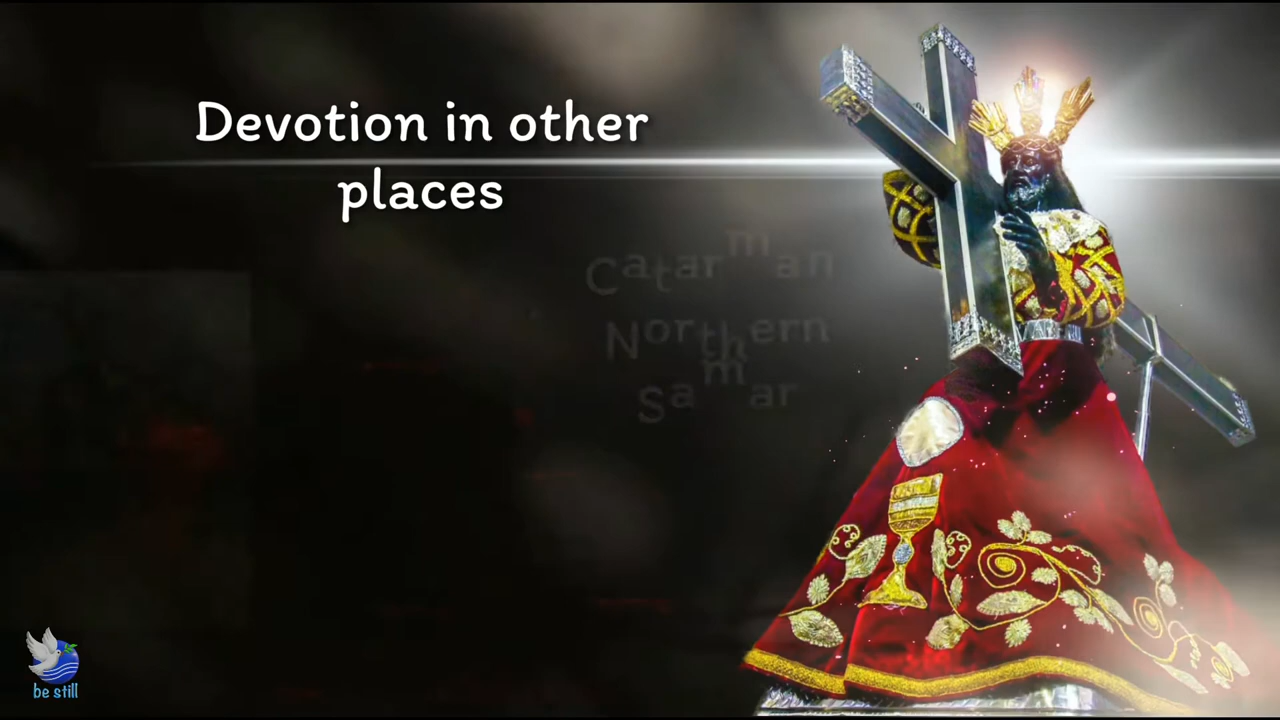 Devotion in other
places
Catarman
Northern
Samar
be still